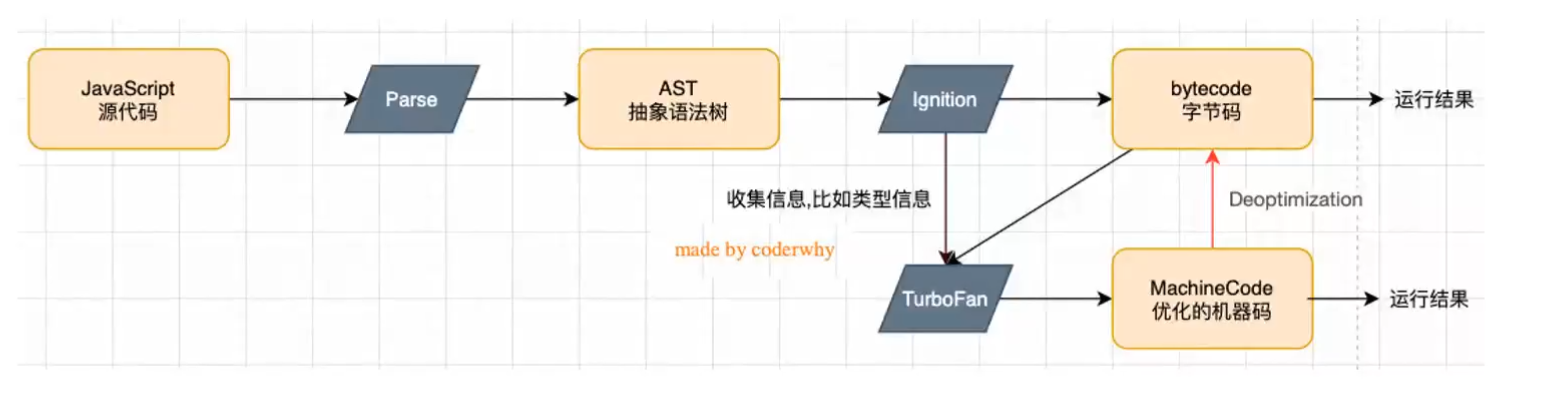 JavaScript
源代码
Parse
AST
抽象语法树
Ignition
bytecode
字节码
运行结果
收集信息,比如类型信息
Deoptimization
made by coderwhy
TurboFan
MachineCode
优化的机器码
运行结果